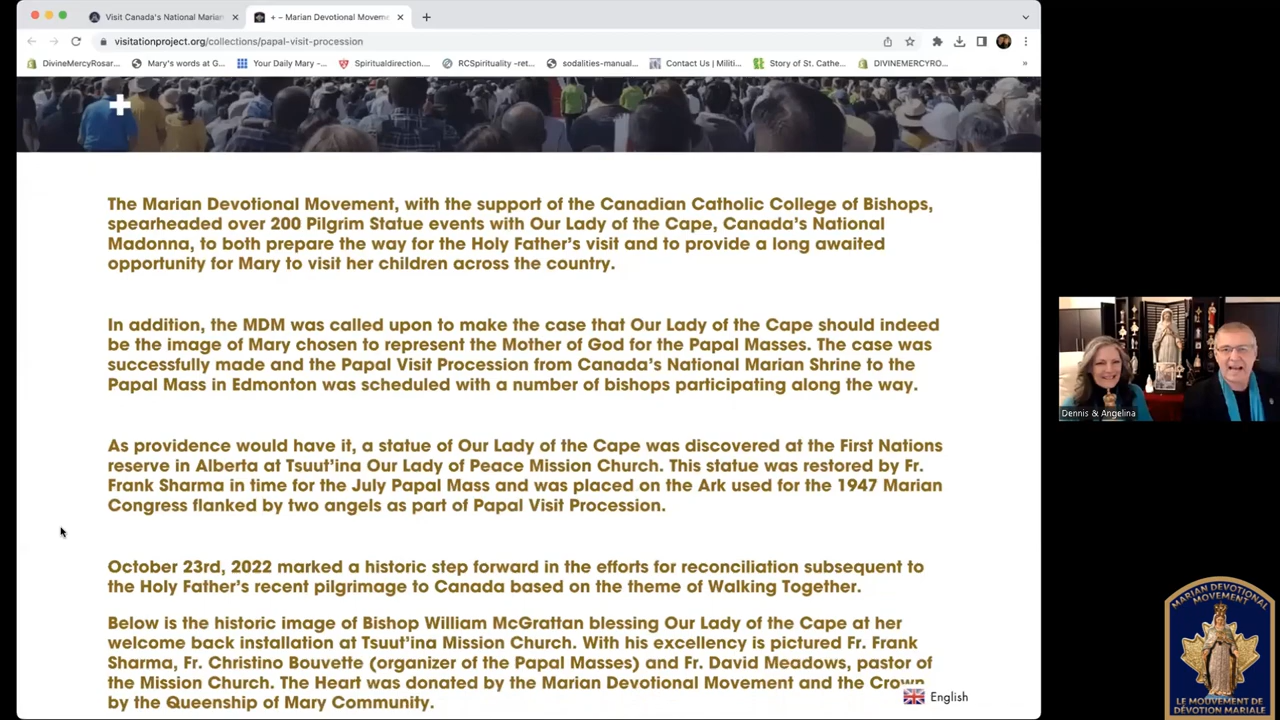 Visit Canada's National Marian
+ – Marian Devotional Moveme
visitationproject.org/collections/papal-visit-procession
DivineMercyRosar...
Mary's words at G...
Your Daily Mary -...
Spiritualdirection....
RCSpirituality -ret...
sodalities-manual...
Contact Us | Militi...
Story of St. Cathe...
DIVINEMERCYRO...
»
The Marian Devotional Movement, with the support of the Canadian Catholic College of Bishops,
spearheaded over 200 Pilgrim Statue events with Our Lady of the Cape, Canada's National
Madonna, to both prepare the way for the Holy Father's visit and to provide a long awaited
opportunity for Mary to visit her children across the country.
In addition, the MDM was called upon to make the case that Our Lady of the Cape should indeed
be the image of Mary chosen to represent the Mother of God for the Papal Masses. The case was
successfully made and the Papal Visit Procession from Canada's National Marian Shrine to the
Papal Mass in Edmonton was scheduled with a number of bishops participating along the way.
As providence would have it, a statue of Our Lady of the Cape was discovered at the First Nations
reserve in Alberta at Tsuut'ina Our Lady of Peace Mission Church. This statue was restored by Fr.
Frank Sharma in time for the July Papal Mass and was placed on the Ark used for the 1947 Marian
Congress flanked by two angels as part of Papal Visit Procession.
October 23rd, 2022 marked a historic step forward in the efforts for reconciliation subsequent to
the Holy Father's recent pilgrimage to Canada based on the theme of Walking Together.
Below is the historic image of Bishop William McGrattan blessing Our Lady of the Cape at her
welcome back installation at Tsuut'ina Mission Church. With his excellency is pictured Fr. Frank
Sharma, Fr. Christino Bouvette (organizer of the Papal Masses) and Fr. David Meadows, pastor of
the Mission Church. The Heart was donated by the Marian Devotional Movement and the Crown
by the Queenship of Mary Community.
English
Dennis & Angelina
MARIAN DEVOTIONAL
MOVEMENT
LE MOUVEMENT DE
DÉVOTION MARIALE